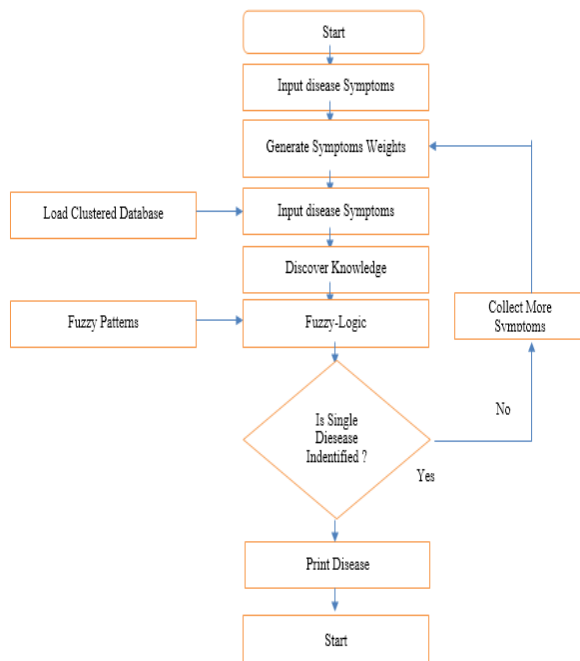 Start
Input disease Symptoms
Generate Symptoms Weights
Load Clustered Database
Input disease Symptoms
Discover Knowledge
Fuzzy Patterns
Fuzzy-Logic
Collect More
Symptoms
Is Single
Diesease
Indentified ?
No
Yes
Print Disease
Start